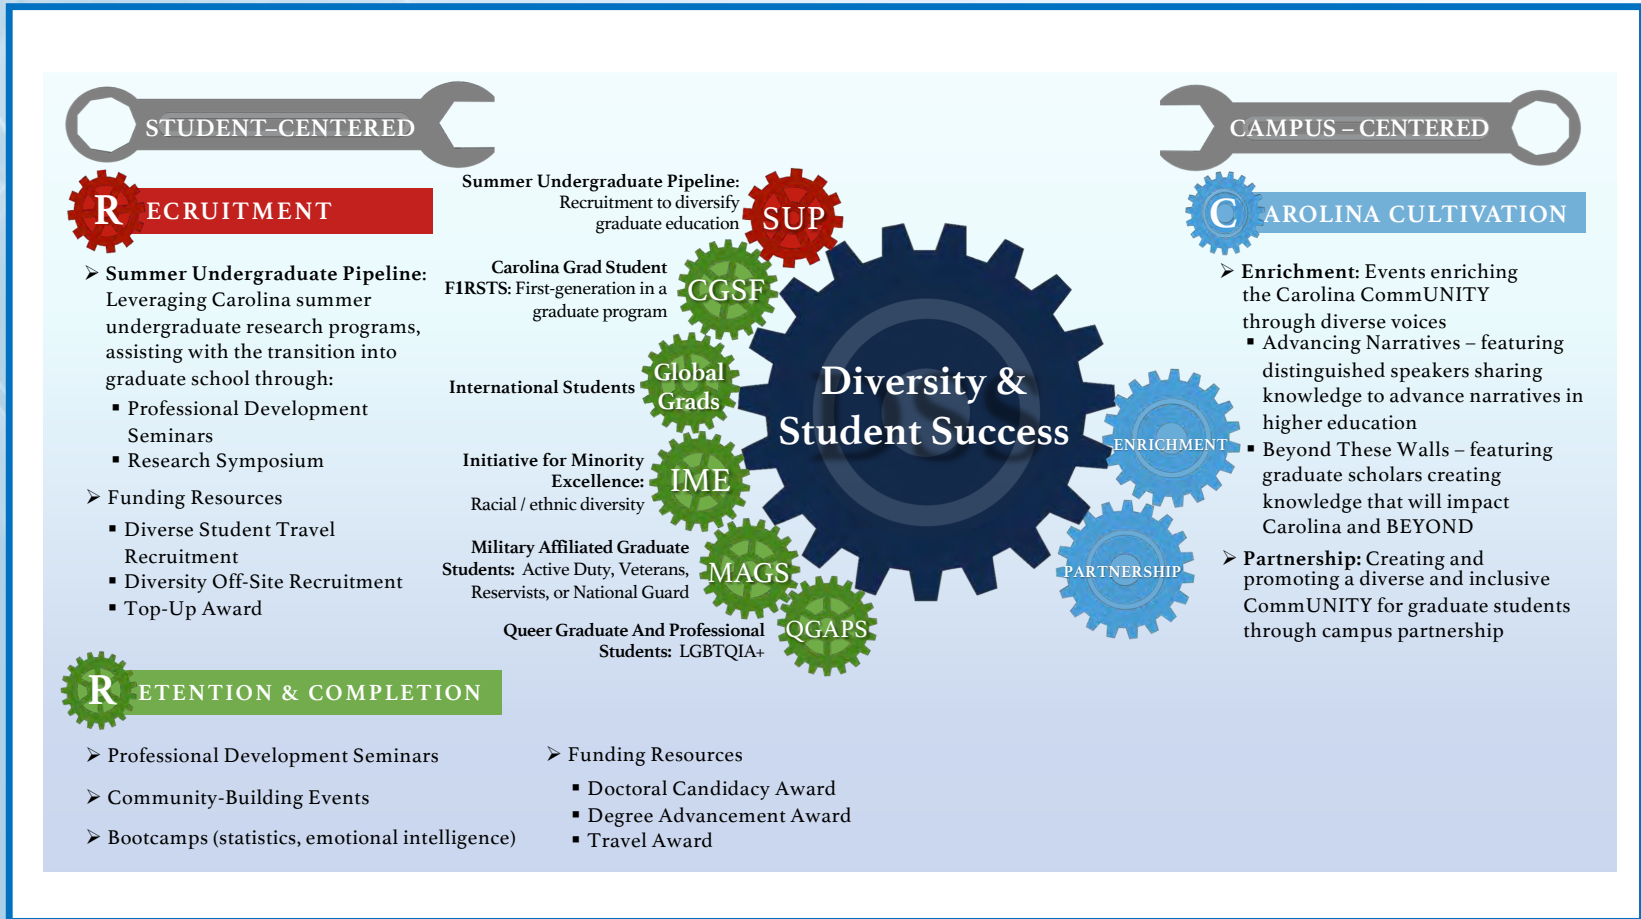 STUDENT–CENTERED
RECRUITMENT
➢ Summer Undergraduate Pipeline:
Leveraging Carolina summer
undergraduate research programs,
assisting with the transition into
graduate school through:
▪ Professional Development
Seminars
▪ Research Symposium
➢ Funding Resources
▪ Diverse Student Travel
Recruitment
▪ Diversity Off-Site Recruitment
▪ Top-Up Award
Summer Undergraduate Pipeline:
Recruitment to diversify
graduate education
SUP
Carolina Grad Student
F1RSTS: First-generation in a
graduate program
CGSF
International Students
Global
Grads
Initiative for Minority
Excellence:
Racial / ethnic diversity
IME
Military Affiliated Graduate
Students: Active Duty, Veterans,
Reservists, or National Guard
MAGS
Queer Graduate And Professional
Students: LGBTQIA+
QGAPS
DSS
Diversity &
Student Success
ENRICHMENT
PARTNERSHIP
CAMPUS – CENTERED
CAROLINA CULTIVATION
➢ Enrichment: Events enriching
the Carolina CommUNITY
through diverse voices
▪ Advancing Narratives – featuring
distinguished speakers sharing
knowledge to advance narratives in
higher education
▪ Beyond These Walls – featuring
graduate scholars creating
knowledge that will impact
Carolina and BEYOND
➢ Partnership: Creating and
promoting a diverse and inclusive
CommUNITY for graduate students
through campus partnership
RETENTION & COMPLETION
➢ Professional Development Seminars
➢ Community-Building Events
➢ Bootcamps (statistics, emotional intelligence)
➢ Funding Resources
▪ Doctoral Candidacy Award
▪ Degree Advancement Award
▪ Travel Award